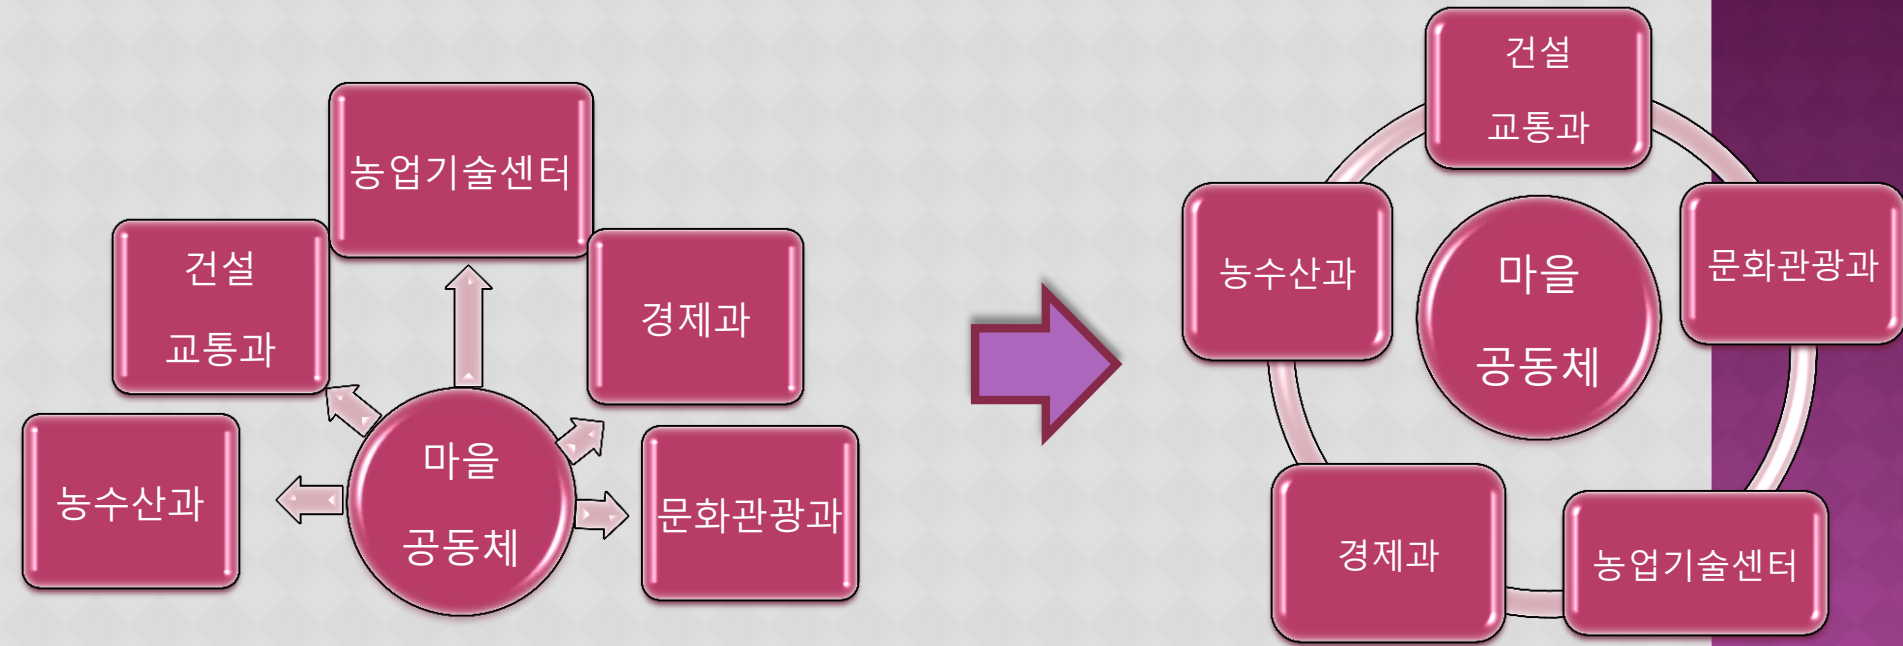 농업기술센터
건설
교통과
경제과
농수산과
마을
공동체
문화관광과
건설
교통과
농수산과
문화관광과
마을
공동체
경제과
농업기술센터